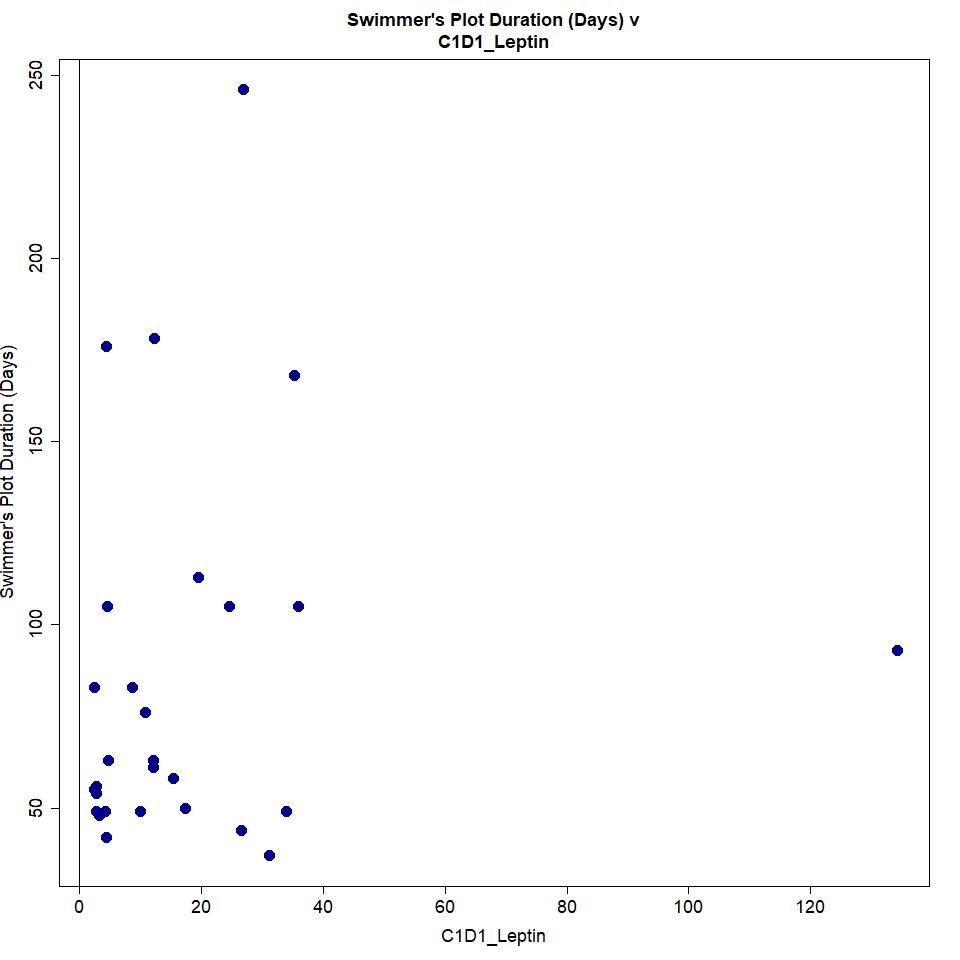 Swimmer's Plot Duration (Days) v
C1D1_Leptin
Swimmer's Plot Duration (Days)
250
200
150
100
50
0 20 40 60 80 100 120
C1D1_Leptin